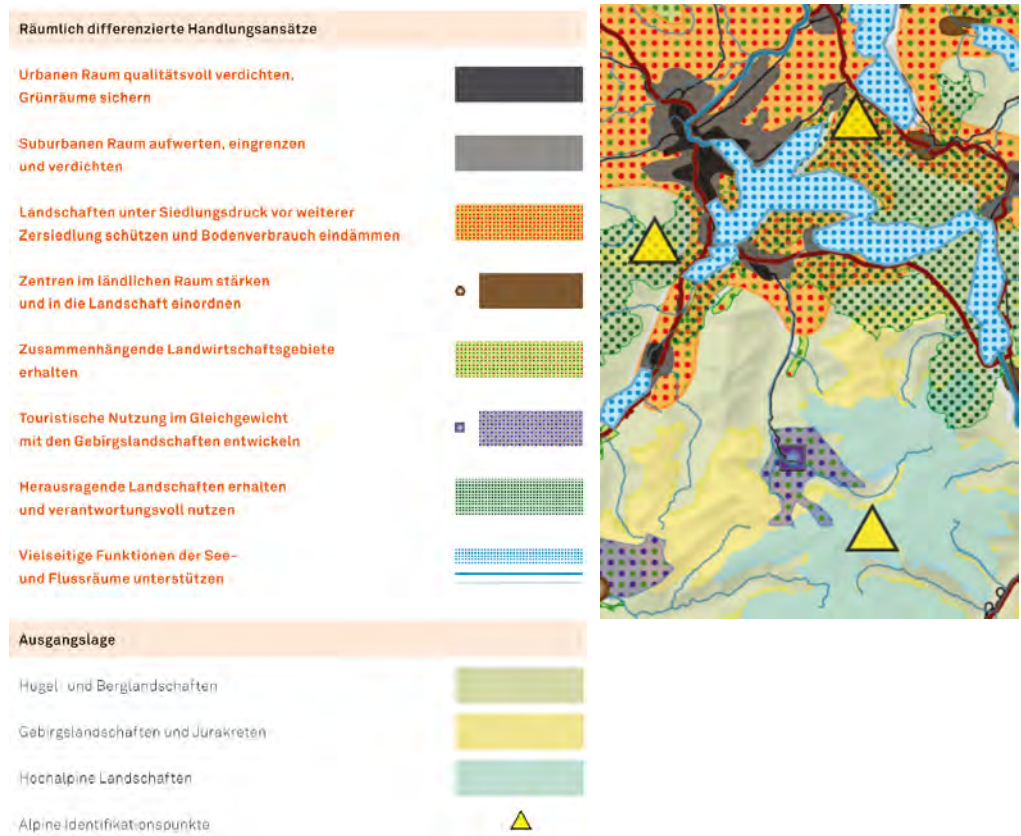 Räumlich differenzierte Handlungsansätze
Urbanen Raum qualitätsvoll verdichten,
Grünräume sichern
Suburbanen Raum aufwerten, eingrenzen
und verdichten
Landschaften unter Siedlungsdruck vor weiterer
Zersiedlung schützen und Bodenverbrauch eindämmen
Zentren im ländlichen Raum stärken
und in die Landschaft einordnen
Zusammenhängende Landwirtschaftsgebiete
erhalten
Touristische Nutzung im Gleichgewicht
mit den Gebirgslandschaften entwickeln
Herausragende Landschaften erhalten
und verantwortungsvoll nutzen
Vielseitige Funktionen der See-
und Flussräume unterstützen
Ausgangslage
Hügel- und Berglandschaften
Gebirgslandschaften und Jurakreten
Hochalpine Landschaften
Alpine Identifikationspunkte